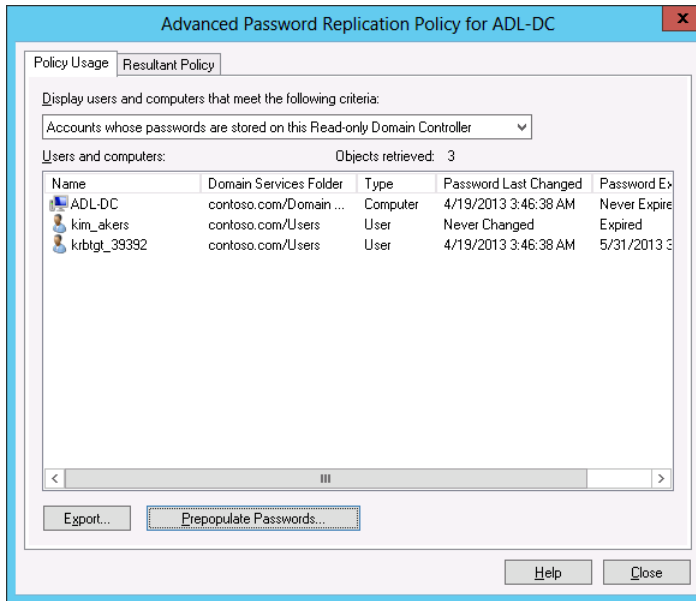 Advanced Password Replication Policy for ADL-DC
x
Policy Usage Resultant Policy
Display users and computers that meet the following criteria:
Accounts whose passwords are stored on this Read-only Domain Controller
Users and computers: Objects retrieved: 3
Name Domain Services Folder Type Password Last Changed Password Ex
ADL-DC contoso.com/Domain ... Computer 4/19/2013 3:46:38 AM Never Expire
kim_akers contoso.com/Users User Never Changed Expired
krbtgt_39392 contoso.com/Users User 4/19/2013 3:46:38 AM 5/31/2013 3
Export... Prepopulate Passwords...
Help Close